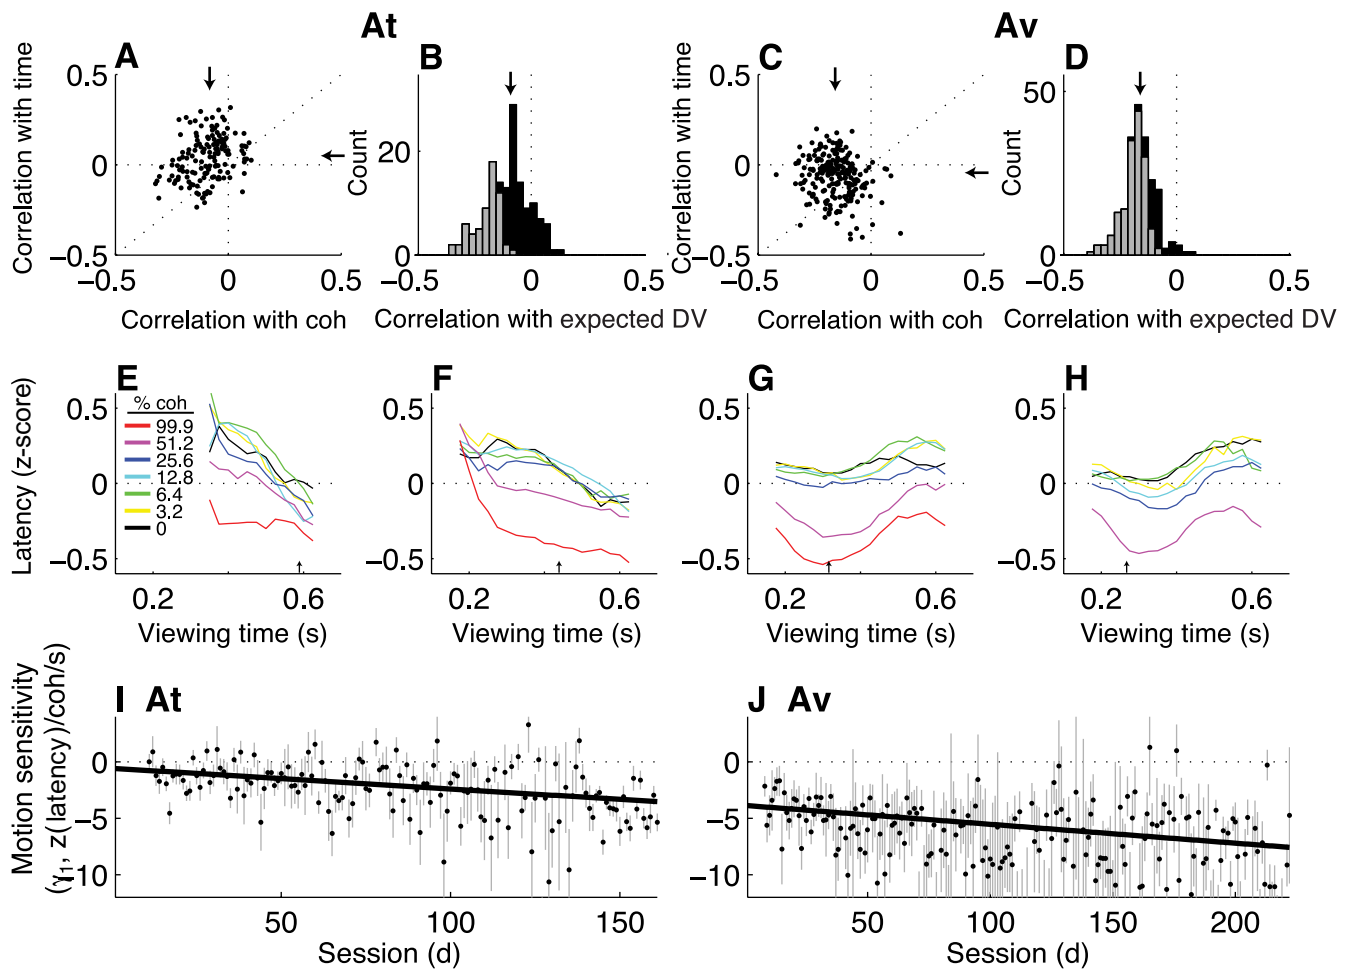 At
Av
A
B
C
D
Correlation with time
0.5
0
−0.5
−0.5
0
0.5
Correlation with coh
Count
20
0
−0.5
0
0.5
Correlation with expected DV
Correlation with time
0.5
0
−0.5
−0.5
0
0.5
Correlation with coh
Count
50
0
−0.5
0
0.5
Correlation with expected DV
E
F
G
H
Latency (z-score)
% coh
99.9
51.2
25.6
12.8
6.4
3.2
0
0.5
0
−0.5
0.2
0.6
Viewing time (s)
0.5
0
−0.5
0.2
0.6
Viewing time (s)
0.5
0
−0.5
0.2
0.6
Viewing time (s)
0.5
0
−0.5
0.2
0.6
Viewing time (s)
I At
Motion sensitivity
(γ1, z(latency)/coh/s)
0
−5
−10
50
100
150
Session (d)
J Av
0
−5
−10
50
100
150
200
Session (d)